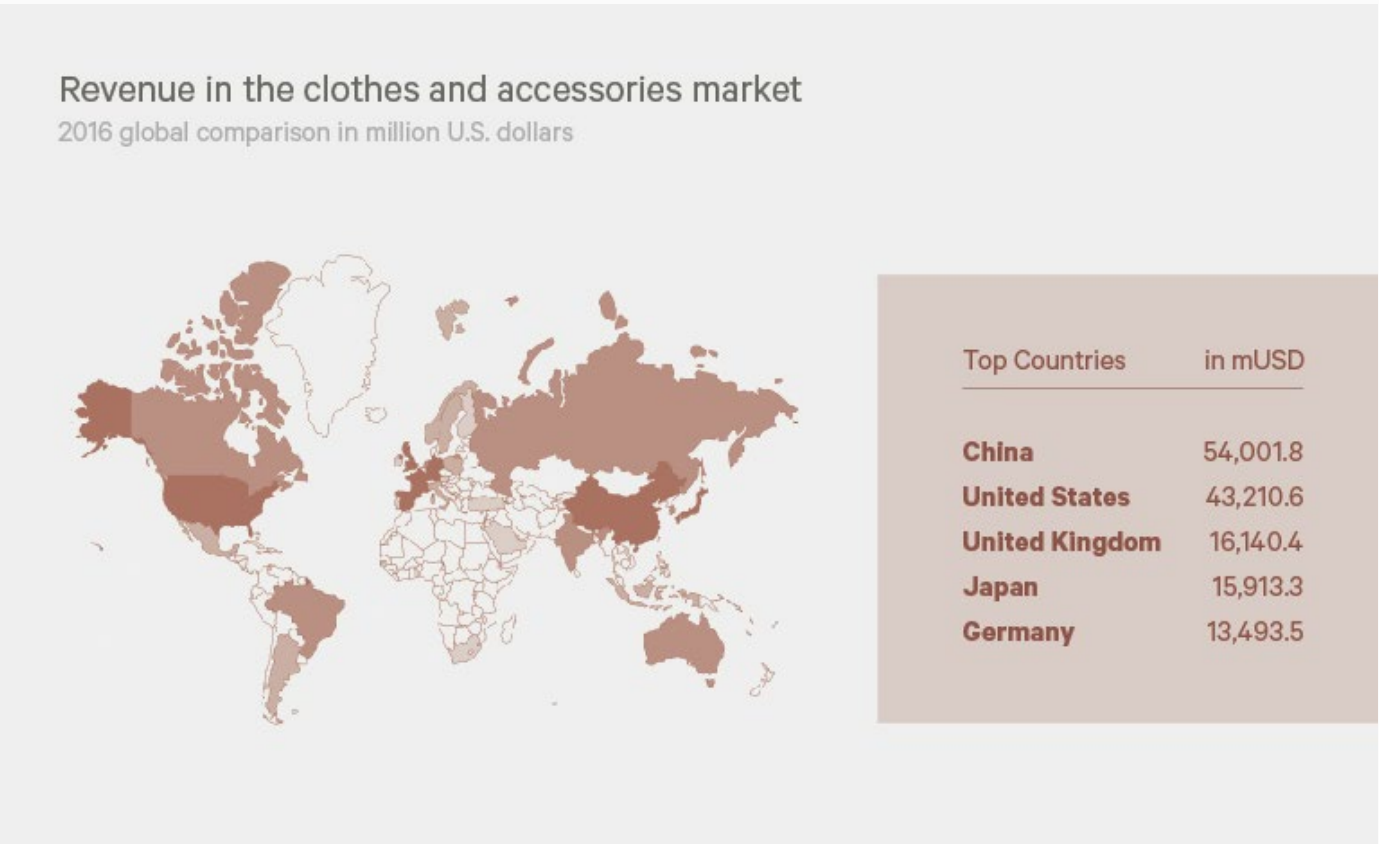 Revenue in the clothes and accessories market
2016 global comparison in million U.S. dollars
Top Countries in mUSD
China 54,001.8
United States 43,210.6
United Kingdom 16,140.4
Japan 15,913.3
Germany 13,493.5